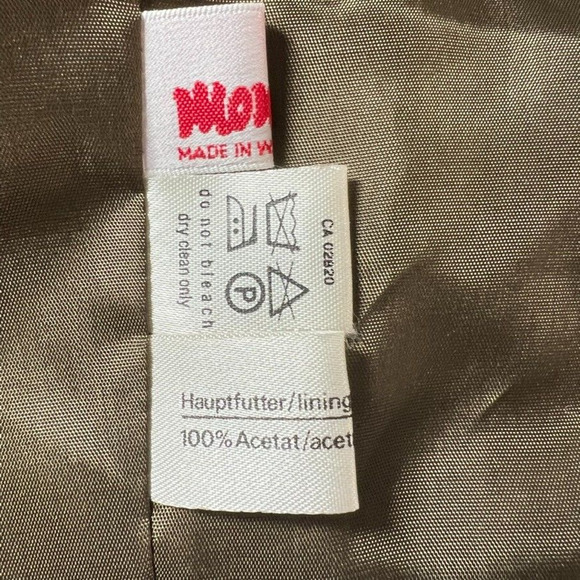 MADE IN W
CA 02820
do not bleach
dry clean only
P
Hauptfutter/lining
100% Acetat/acet